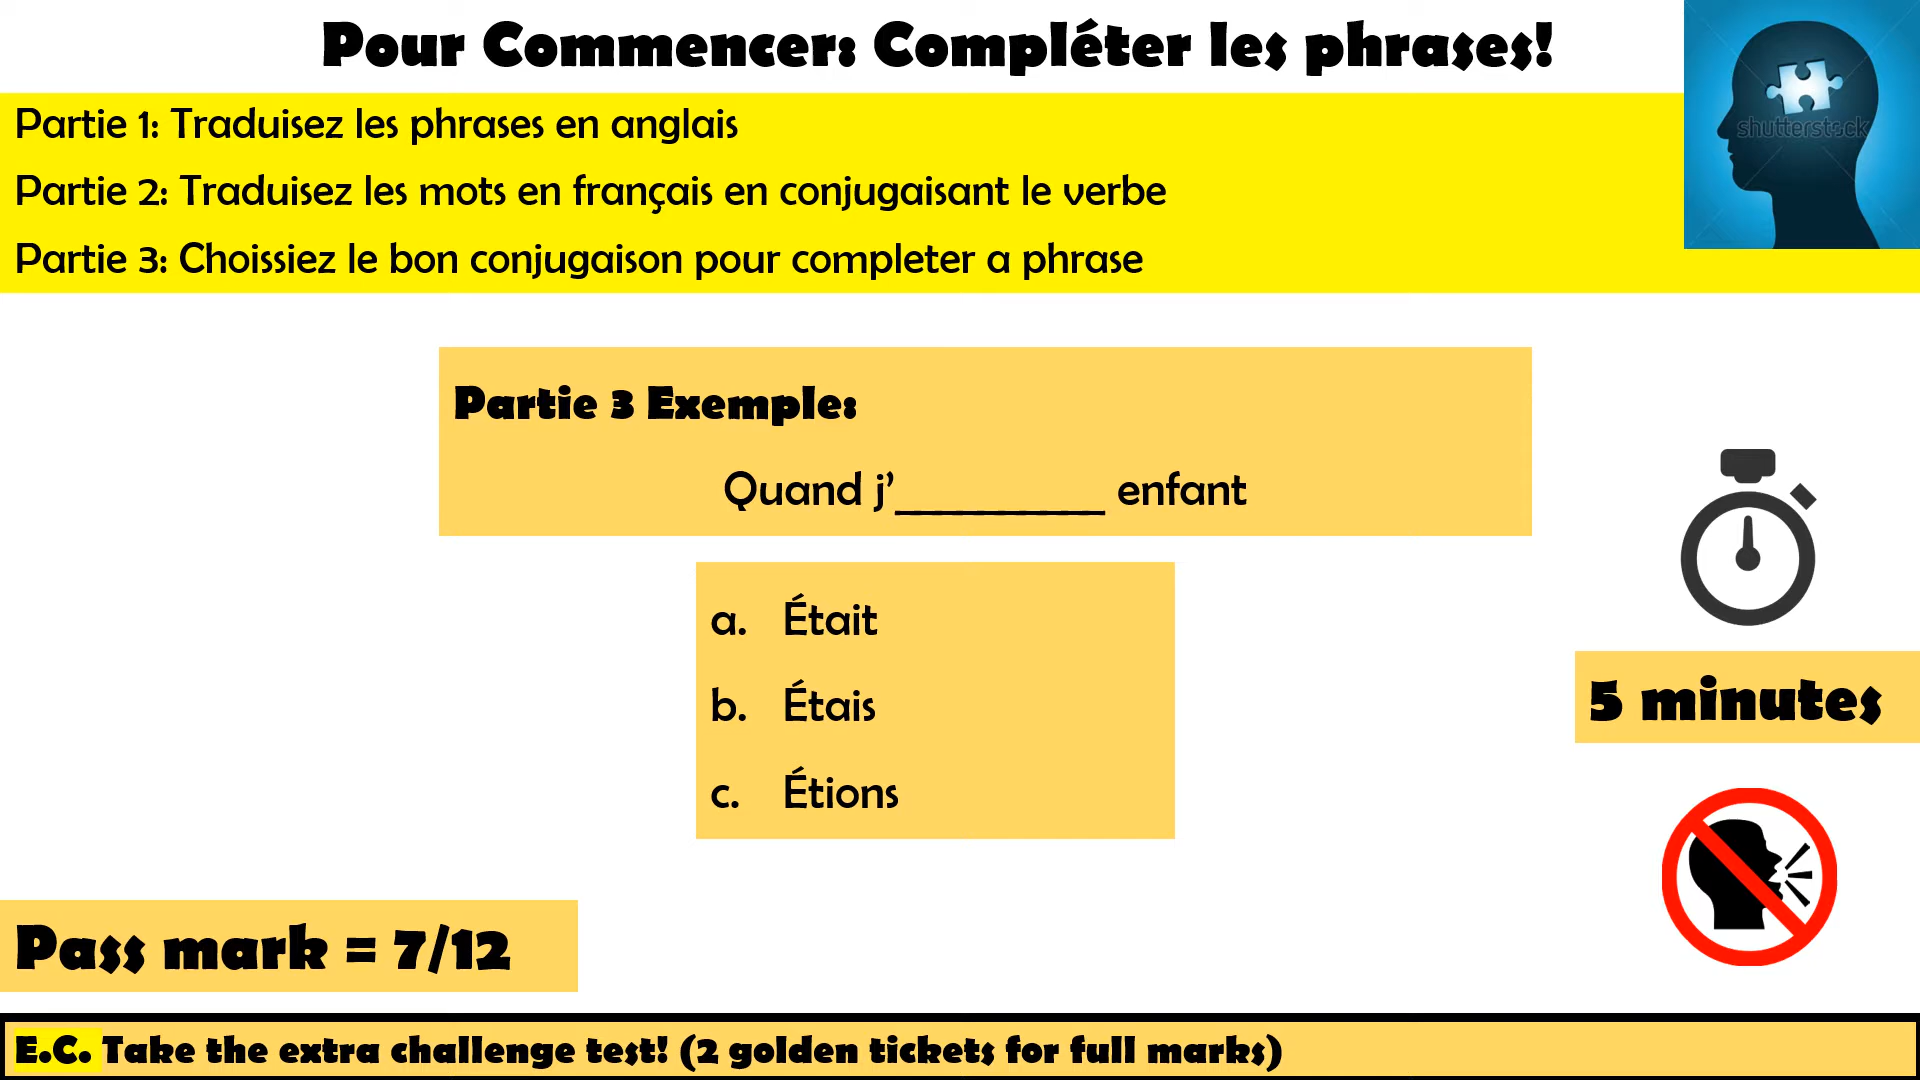 Pour Commencer: Compléter les phrases!
shutterstock
Partie 1: Traduisez les phrases en anglais
Partie 2: Traduisez les mots en français en conjugaisant le verbe
Partie 3: Choissiez le bon conjugaison pour completer a phrase
Partie 3 Exemple:
Quand j’__________ enfant
a. Était
b. Étais
c. Étions
5 minutes
Pass mark = 7/12
E.C. Take the extra challenge test! (2 golden tickets for full marks)